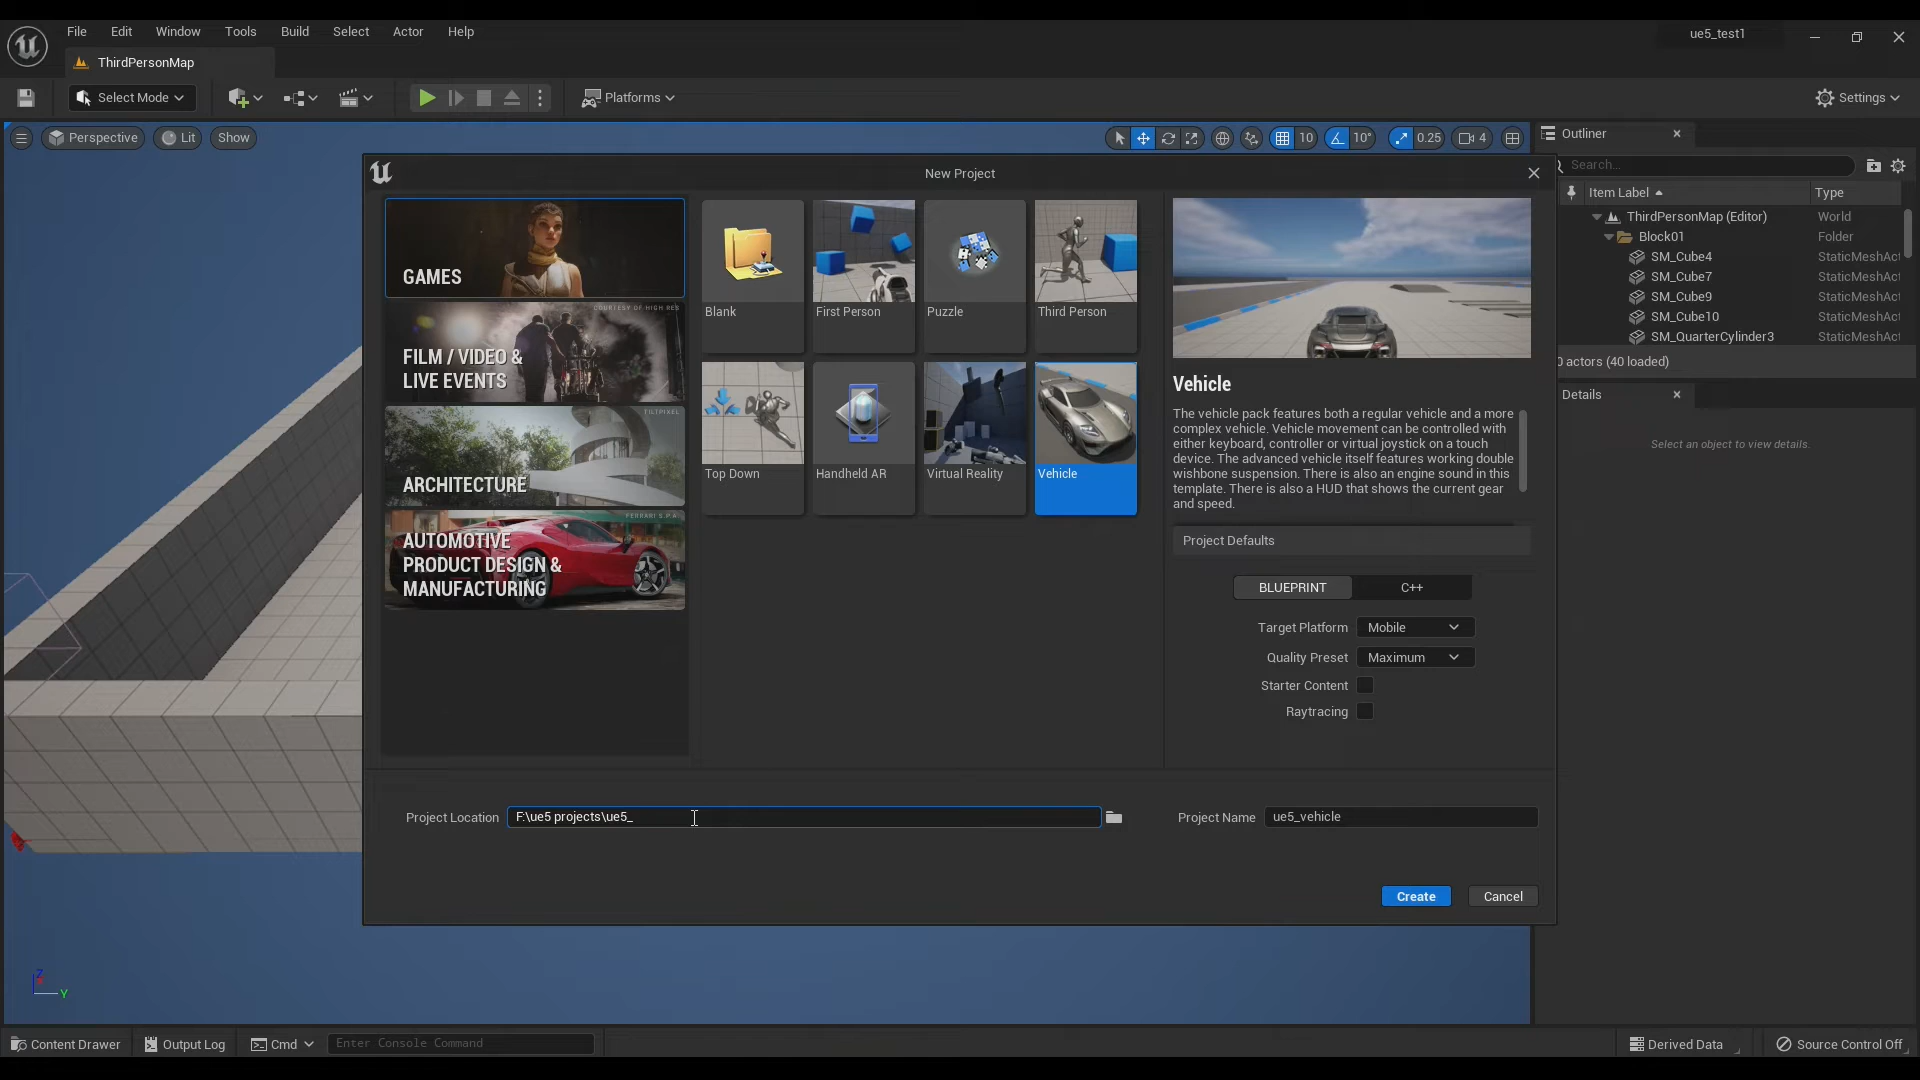 File Edit Window Tools Build Select Actor Help
ue5_test1
ThirdPersonMap
Select Mode
Platforms
Settings
Perspective
Lit
Show
10
10°
0.25
4
Outliner
New Project
Search...
Item Label
Type
ThirdPersonMap (Editor)
World
Block01
Folder
SM_Cube4
StaticMeshAct
SM_Cube7
StaticMeshAct
SM_Cube9
StaticMeshAct
SM_Cube10
StaticMeshAct
SM_QuarterCylinder3
StaticMeshAct
0 actors (40 loaded)
Details
Select an object to view details.
GAMES
COURTESY OF HIGH RES
FILM / VIDEO &
LIVE EVENTS
TILTPIXEL
ARCHITECTURE
FERRARI S.P.A
AUTOMOTIVE
PRODUCT DESIGN &
MANUFACTURING
Blank
First Person
Puzzle
Third Person
Top Down
Handheld AR
Virtual Reality
Vehicle
Vehicle
The vehicle pack features both a regular vehicle and a more
complex vehicle. Vehicle movement can be controlled with
either keyboard, controller or virtual joystick on a touch
device. The advanced vehicle itself features working double
wishbone suspension. There is also an engine sound in this
template. There is also a HUD that shows the current gear
and speed.
Project Defaults
BLUEPRINT
C++
Target Platform
Mobile
Quality Preset
Maximum
Starter Content
Raytracing
Project Location
F:\ue5 projects\ue5_
Project Name
ue5_vehicle
Create
Cancel
Z
Y
Content Drawer
Output Log
Cmd
Enter Console Command
Derived Data
Source Control Off